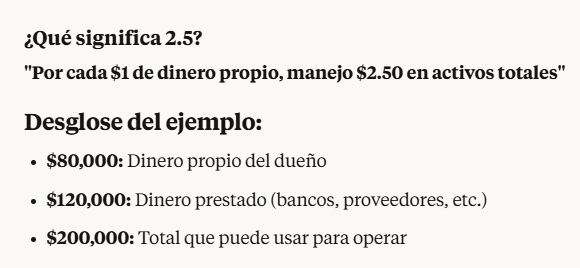 ¿Qué significa 2.5?
"Por cada $1 de dinero propio, manejo $2.50 en activos totales"
Desglose del ejemplo:
• $80,000: Dinero propio del dueño
• $120,000: Dinero prestado (bancos, proveedores, etc.)
• $200,000: Total que puede usar para operar